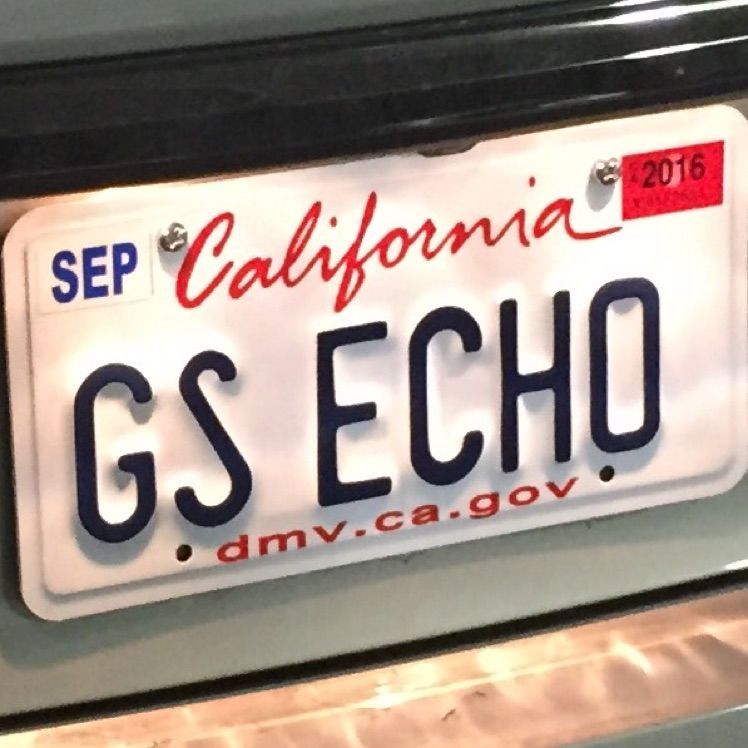 SEP California 2016
GS ECHO
dmv.ca.gov